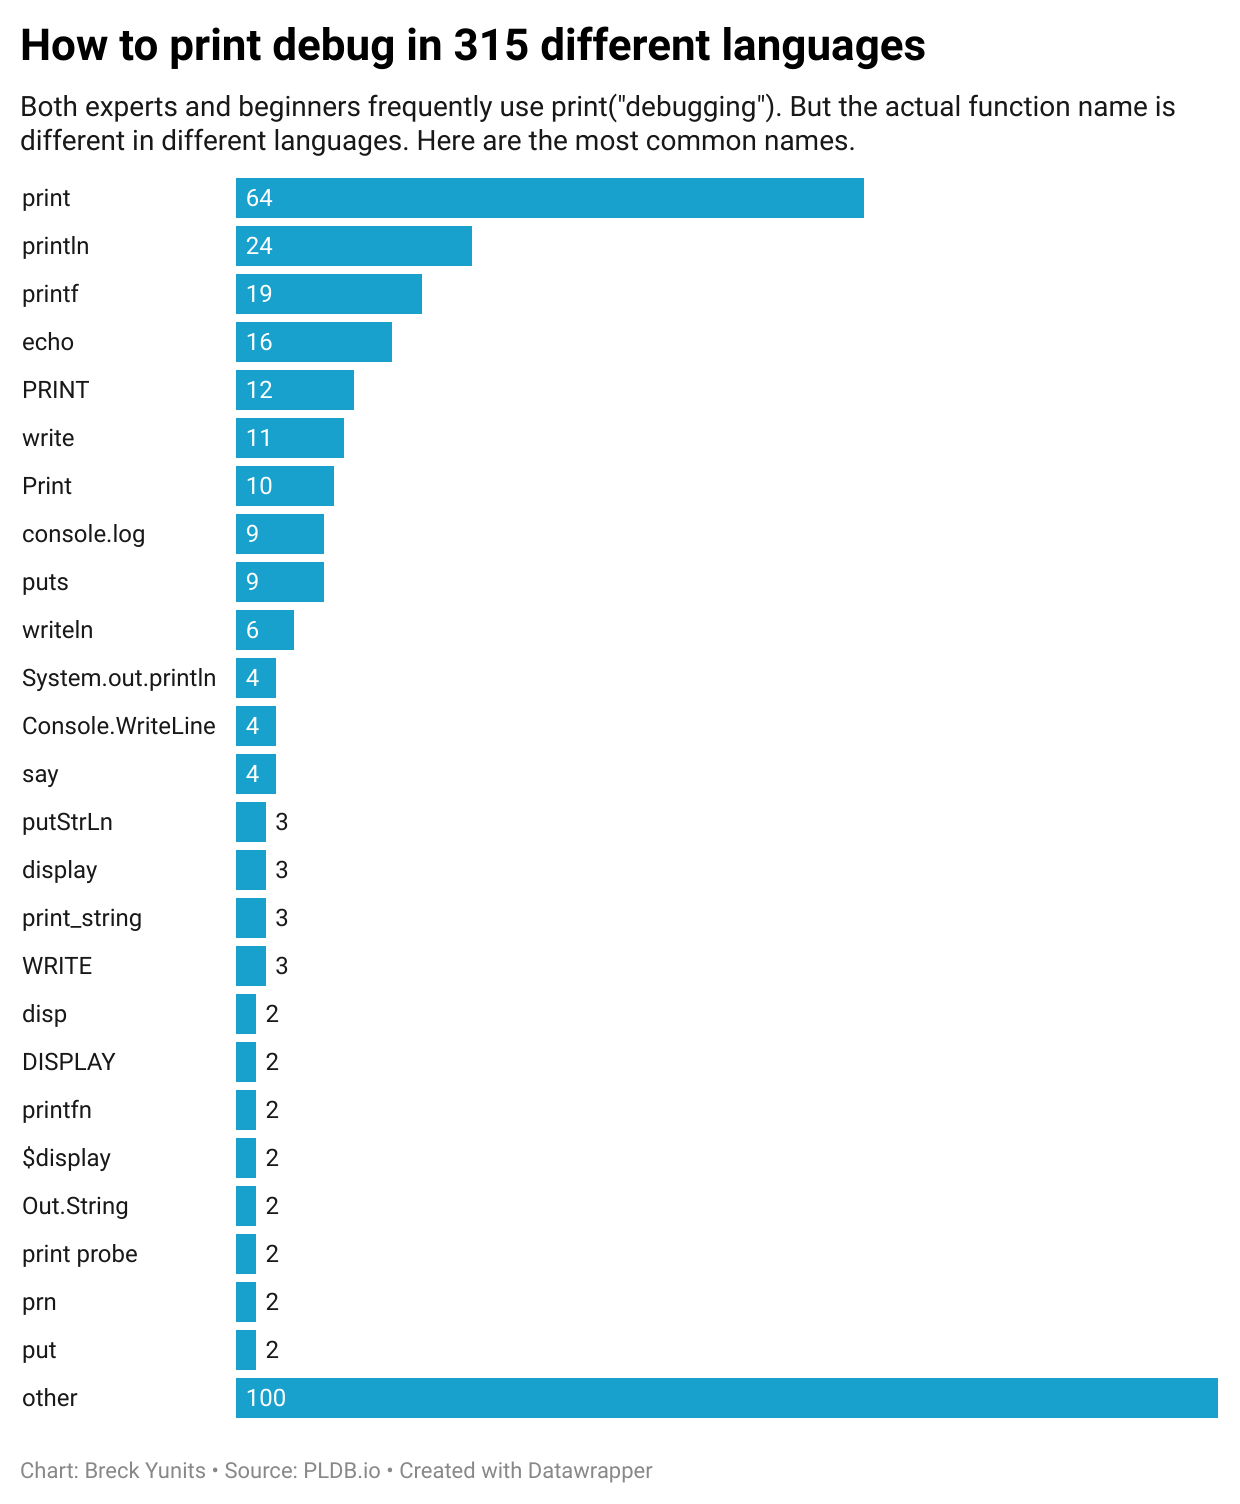 How to print debug in 315 different languages
Both experts and beginners frequently use print("debugging"). But the actual function name is
different in different languages. Here are the most common names.
print 64
println 24
printf 19
echo 16
PRINT 12
write 11
Print 10
console.log 9
puts 9
writeln 6
System.out.println 4
Console.WriteLine 4
say 4
putStrLn 3
display 3
print_string 3
WRITE 3
disp 2
DISPLAY 2
printfn 2
$display 2
Out.String 2
print probe 2
prn 2
put 2
other 100
Chart: Breck Yunits • Source: PLDB.io • Created with Datawrapper